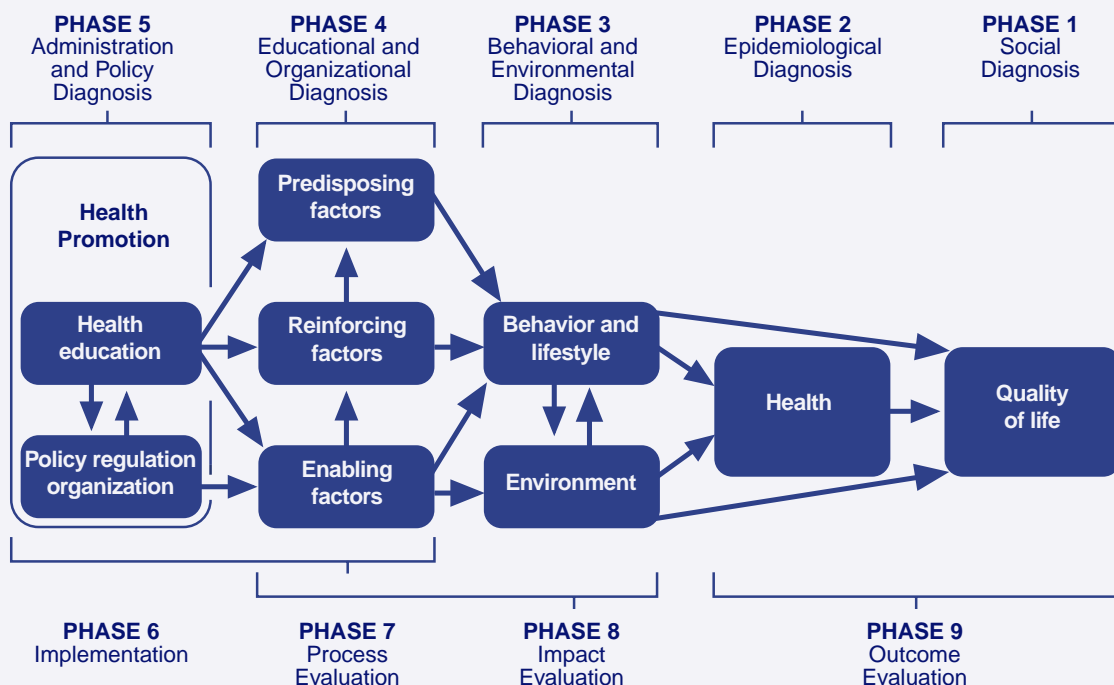 PHASE 5
Administration
and Policy
Diagnosis
PHASE 4
Educational and
Organizational
Diagnosis
PHASE 3
Behavioral and
Environmental
Diagnosis
PHASE 2
Epidemiological
Diagnosis
PHASE 1
Social
Diagnosis
Health
Promotion
Predisposing
factors
Health
education
Reinforcing
factors
Behavior and
lifestyle
Health
Quality
of life
Policy regulation
organization
Enabling
factors
Environment
PHASE 6
Implementation
PHASE 7
Process
Evaluation
PHASE 8
Impact
Evaluation
PHASE 9
Outcome
Evaluation